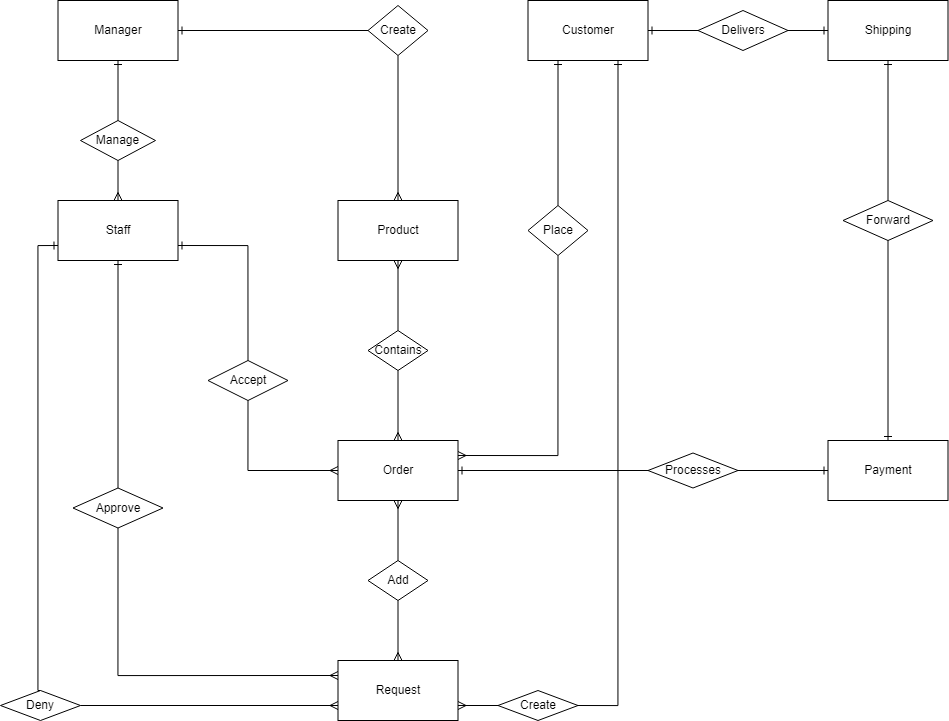 Manager
Create
Customer
Delivers
Shipping
Manage
Staff
Product
Place
Forward
Contains
Accept
Order
Processes
Payment
Approve
Add
Request
Deny
Create